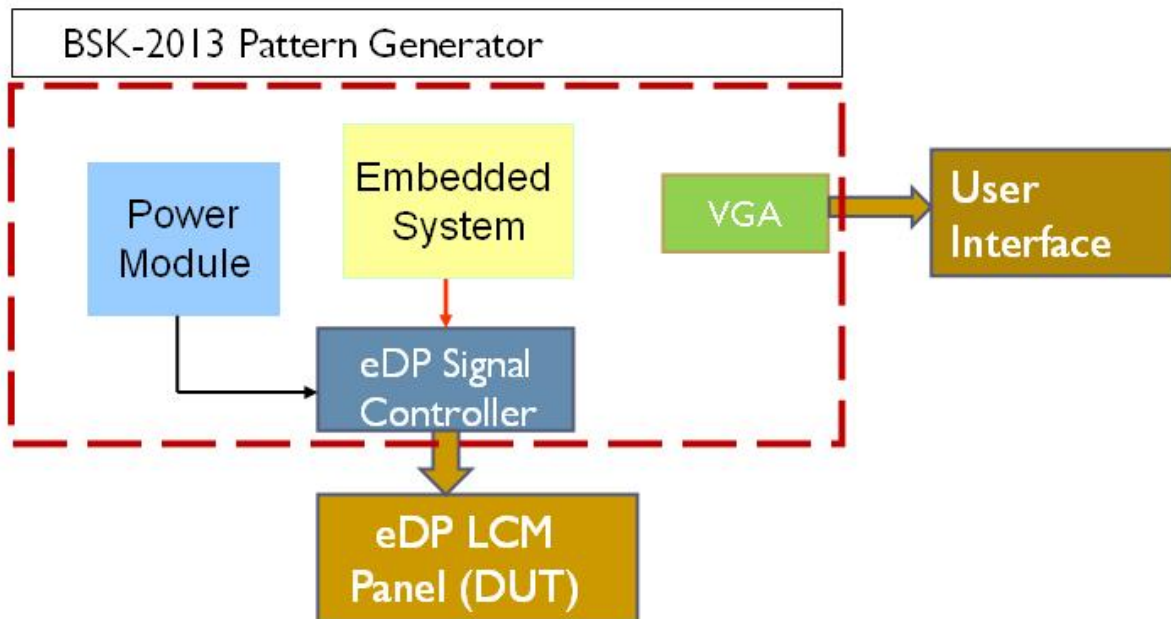 BSK-2013 Pattern Generator
Power
Module
Embedded
System
VGA
User
Interface
eDP Signal
Controller
eDP LCM
Panel (DUT)